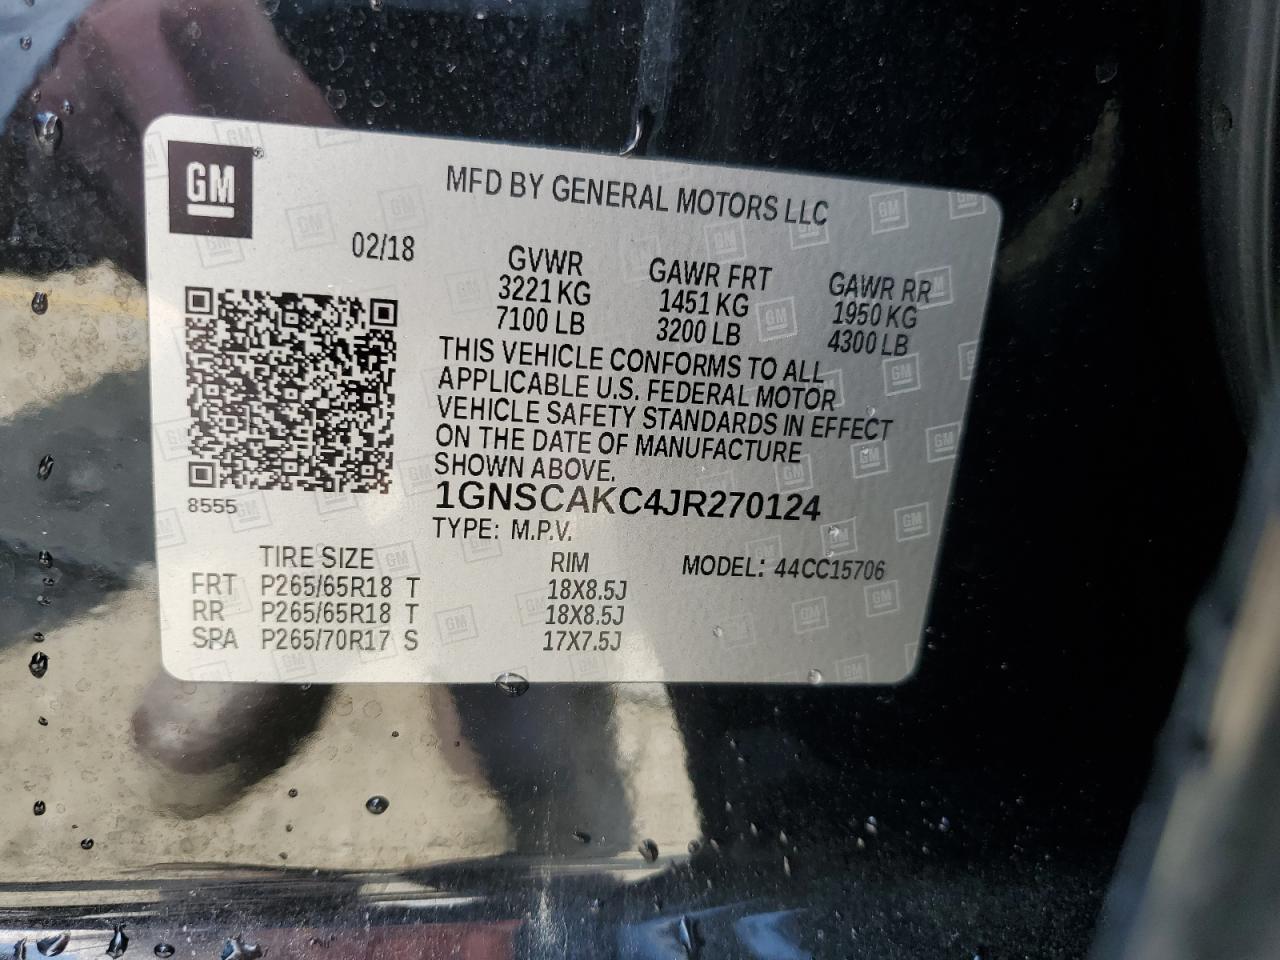 GM®
MFD BY GENERAL MOTORS LLC
02/18
GVWR GAWR FRT GAWR RR
3221 KG 1451 KG 1950 KG
7100 LB 3200 LB 4300 LB
THIS VEHICLE CONFORMS TO ALL
APPLICABLE U.S. FEDERAL MOTOR
VEHICLE SAFETY STANDARDS IN EFFECT
ON THE DATE OF MANUFACTURE
SHOWN ABOVE.
8555
1GNSCAKC4JR270124
TYPE: M.P.V.
TIRE SIZE RIM MODEL: 44CC15706
FRT P265/65R18 T 18X8.5J
RR P265/65R18 T 18X8.5J
SPA P265/70R17 S 17X7.5J